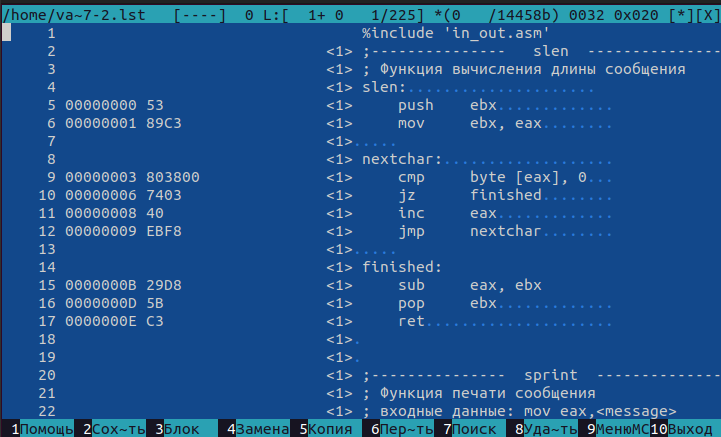 /home/va~7-2.lst   [----]  0 L:[  1+ 0   1/225] *(0   /14458b) 0032 0x020 [*][X]
1                                  %include 'in_out.asm'
2                              <1> ;---------------   slen  ---------------
3                              <1> ; Функция вычисления длины сообщения
4                              <1> slen:.....................
5 00000000 53                  <1>     push    ebx.............
6 00000001 89C3                <1>     mov     ebx, eax........
7                              <1>.....
8                              <1> nextchar:...................
9 00000003 803800              <1>     cmp     byte [eax], 0...
10 00000006 7403                <1>     jz      finished........
11 00000008 40                  <1>     inc     eax.............
12 00000009 EBF8                <1>     jmp     nextchar........
13                              <1>.....
14                              <1> finished:
15 0000000B 29D8                <1>     sub     eax, ebx
16 0000000D 5B                  <1>     pop     ebx.............
17 0000000E C3                  <1>     ret.....................
18                              <1>.
19                              <1>.
20                              <1> ;---------------  sprint  --------------
21                              <1> ; Функция печати сообщения
22                              <1> ; входные данные: mov eax,<message>
1Помощь 2Сох~ть 3Блок 4Замена 5Копия 6Пер~ть 7Поиск 8Уда~ть 9МенюMC 10Выход